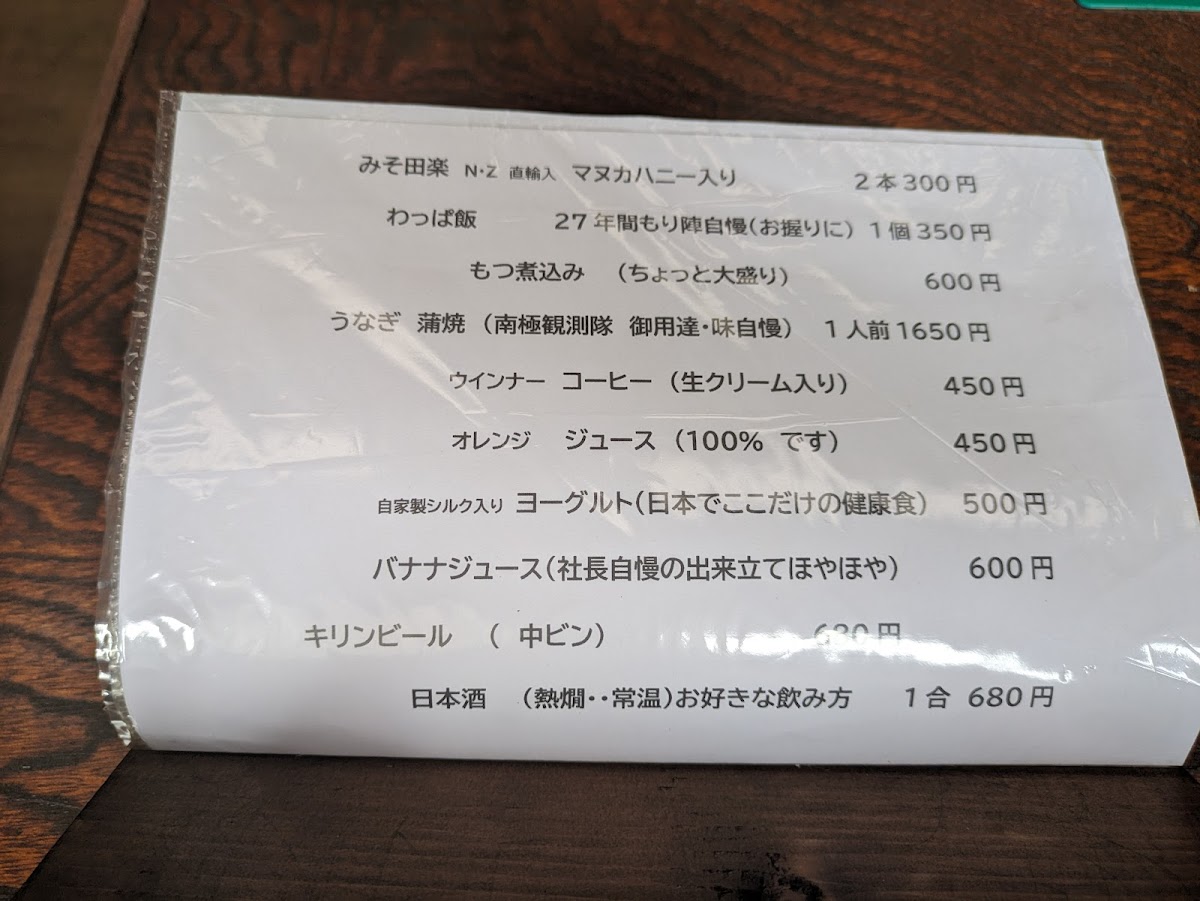 みそ田楽 N・Z 直輸入 マヌカハニー入り 2本300円
わっぱ飯 27年間もり陣自慢(お握りに) 1個350円
もつ煮込み (ちょっと大盛り) 600円
うなぎ 蒲焼 (南極観測隊 御用達・味自慢) 1人前1650円
ウインナー コーヒー (生クリーム入り) 450円
オレンジ ジュース (100% です) 450円
自家製シルク入り ヨーグルト(日本でここだけの健康食) 500円
バナナジュース(社長自慢の出来立てほやほや) 600円
キリンビール ( 中ビン) 680円
日本酒 (熱燗・・常温)お好きな飲み方 1合 680円